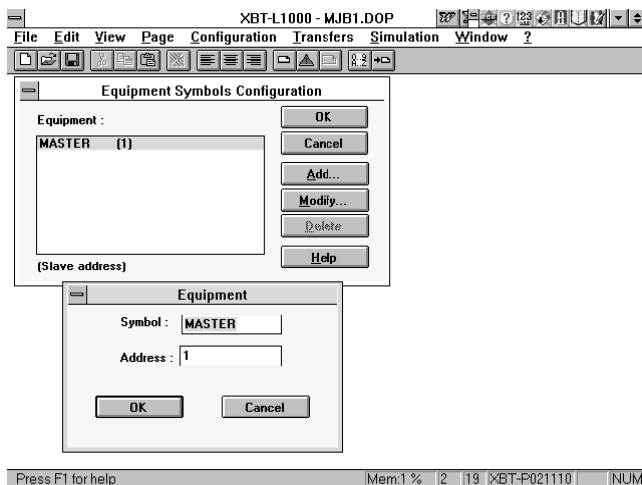 XBT-L1000 - MJB1.DOP
File Edit View Page Configuration Transfers Simulation Window ?
Equipment Symbols Configuration
Equipment :
MASTER (1)
OK
Cancel
Add...
Modify...
Delete
Help
(Slave address)
Equipment
Symbol : MASTER
Address : 1
OK Cancel
Press F1 for help Mem:1 % 2 19 XBT-P021110 NUM